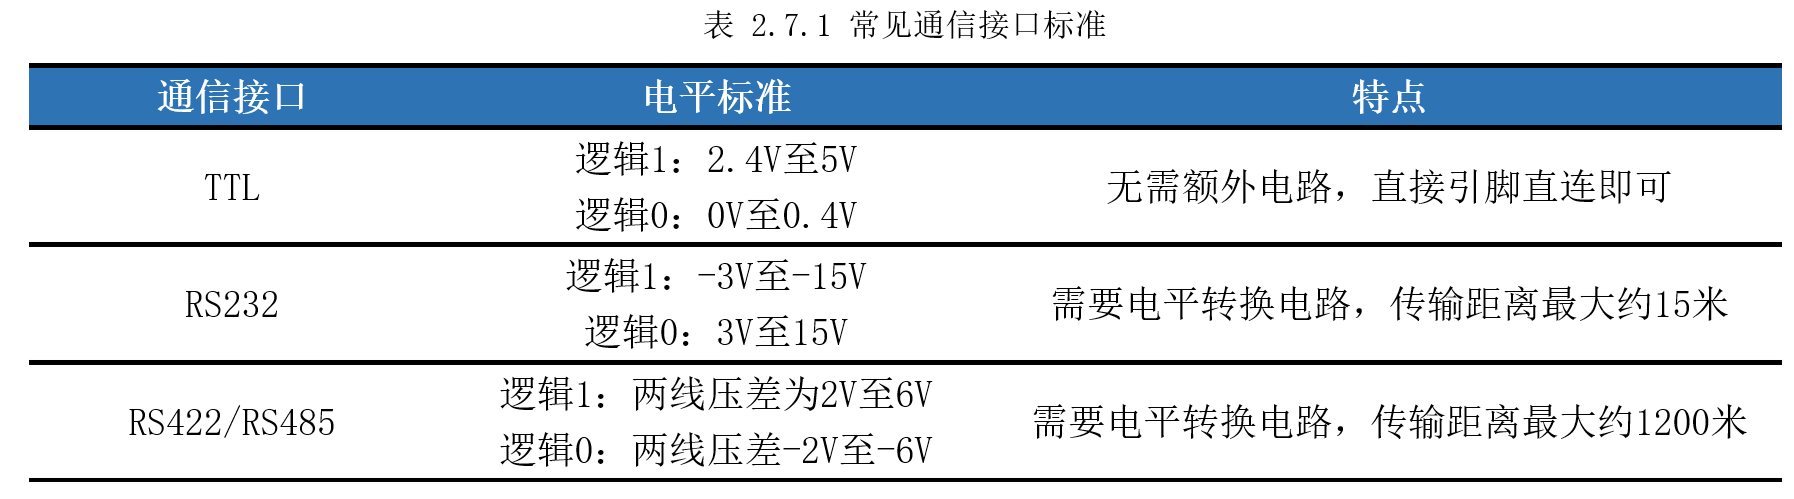 表 2.7.1 常见通信接口标准
通信接口 电平标准 特点
TTL
逻辑1：2.4V至5V
逻辑0：0V至0.4V
无需额外电路，直接引脚直连即可
RS232
逻辑1：-3V至-15V
逻辑0：3V至15V
需要电平转换电路，传输距离最大约15米
RS422/RS485
逻辑1：两线压差为2V至6V
逻辑0：两线压差-2V至-6V
需要电平转换电路，传输距离最大约1200米